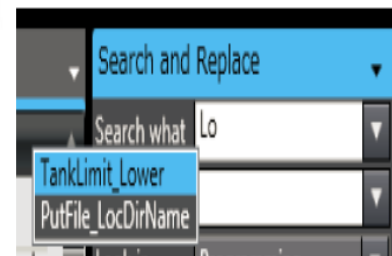 Search and Replace
Search what Lo
TankLimit_Lower
PutFile_LocDirName